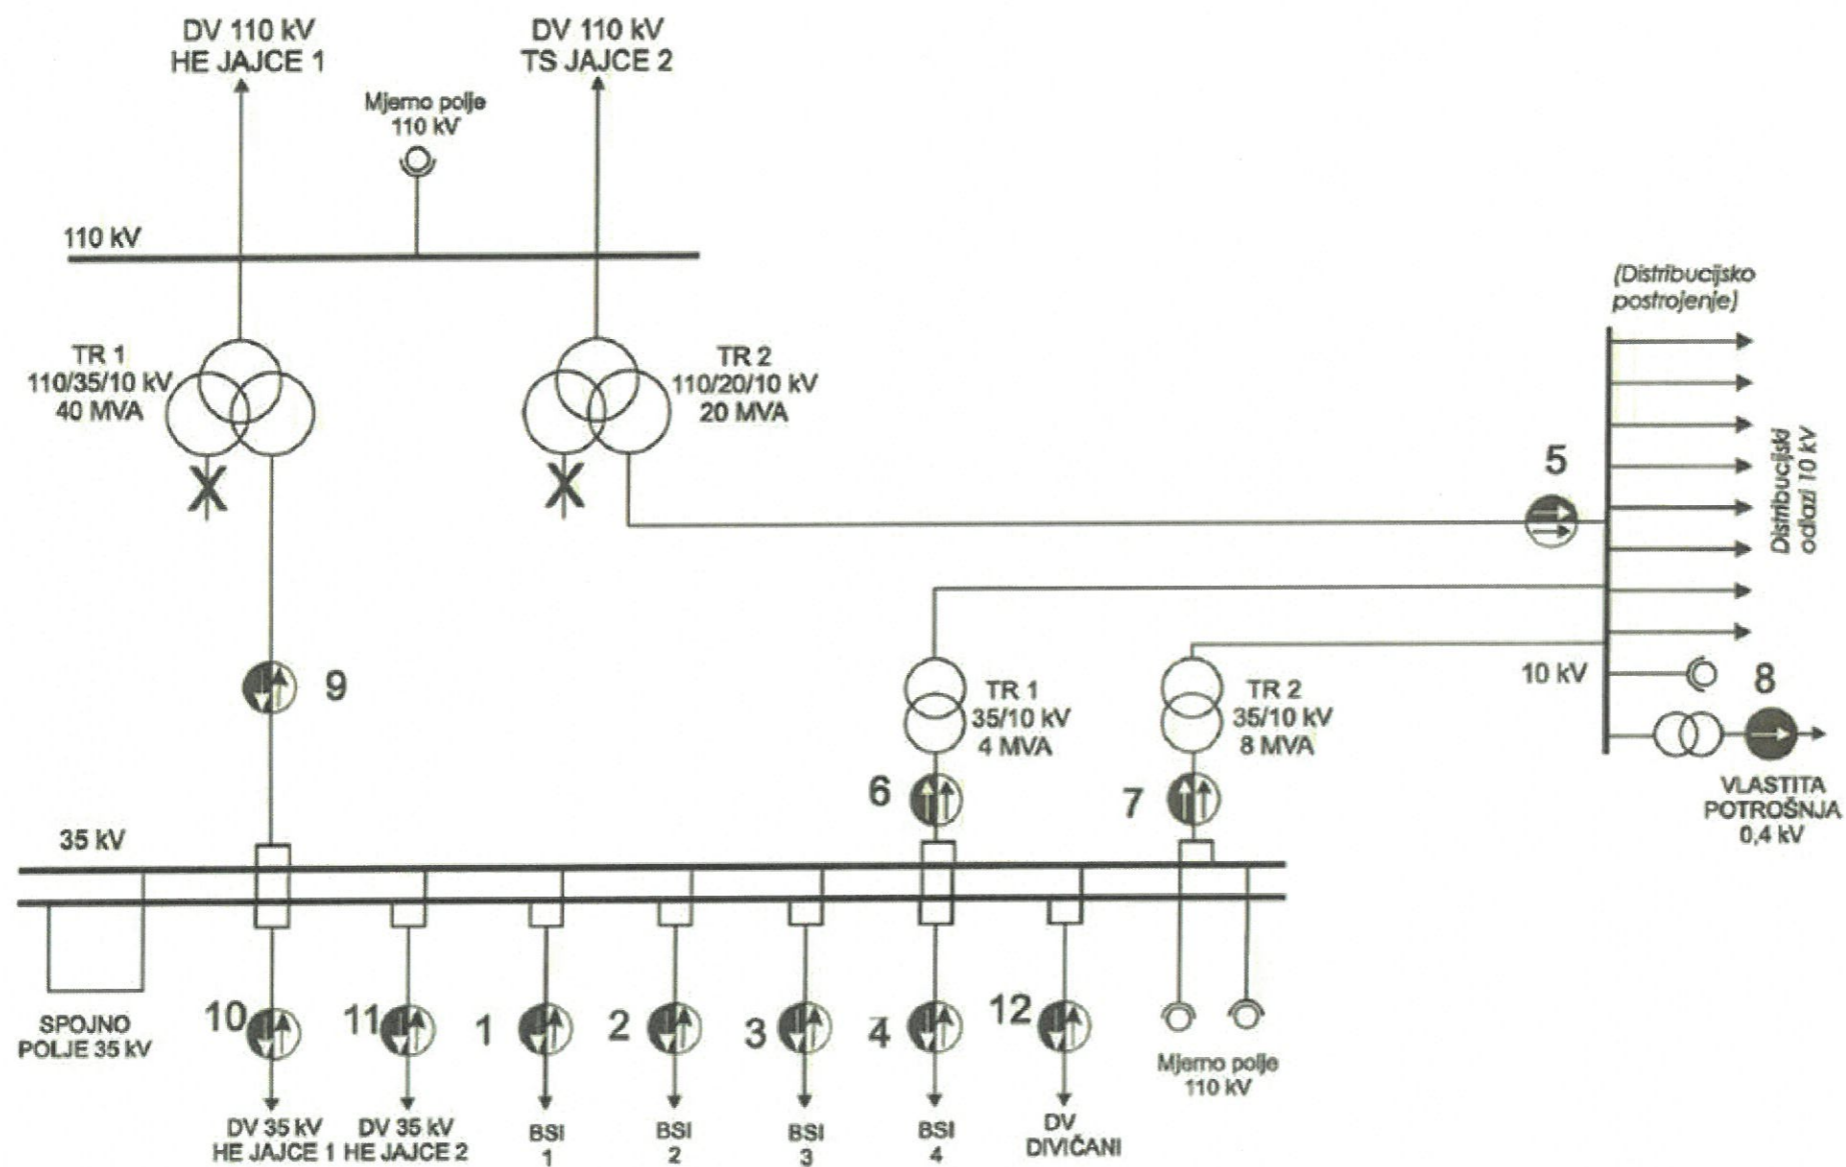 DV 110 kV
HE JAJCE 1
DV 110 kV
TS JAJCE 2
Mjerno polje
110 kV
110 kV
TR 1
110/35/10 kV
40 MVA
TR 2
110/20/10 kV
20 MVA
(Distribucijsko
postrojenje)
Distribucijski
odlazi 10 kV
5
9
10 kV
8
TR 1
35/10 kV
4 MVA
TR 2
35/10 kV
8 MVA
6
7
VLASTITA
POTROŠNJA
0,4 kV
35 kV
SPOJNO
POLJE 35 kV
10
11
1
2
3
4
12
DV 35 kV
HE JAJCE 1
DV 35 kV
HE JAJCE 2
BSI
1
BSI
2
BSI
3
BSI
4
DV
DIVIČANI
Mjerno polje
110 kV